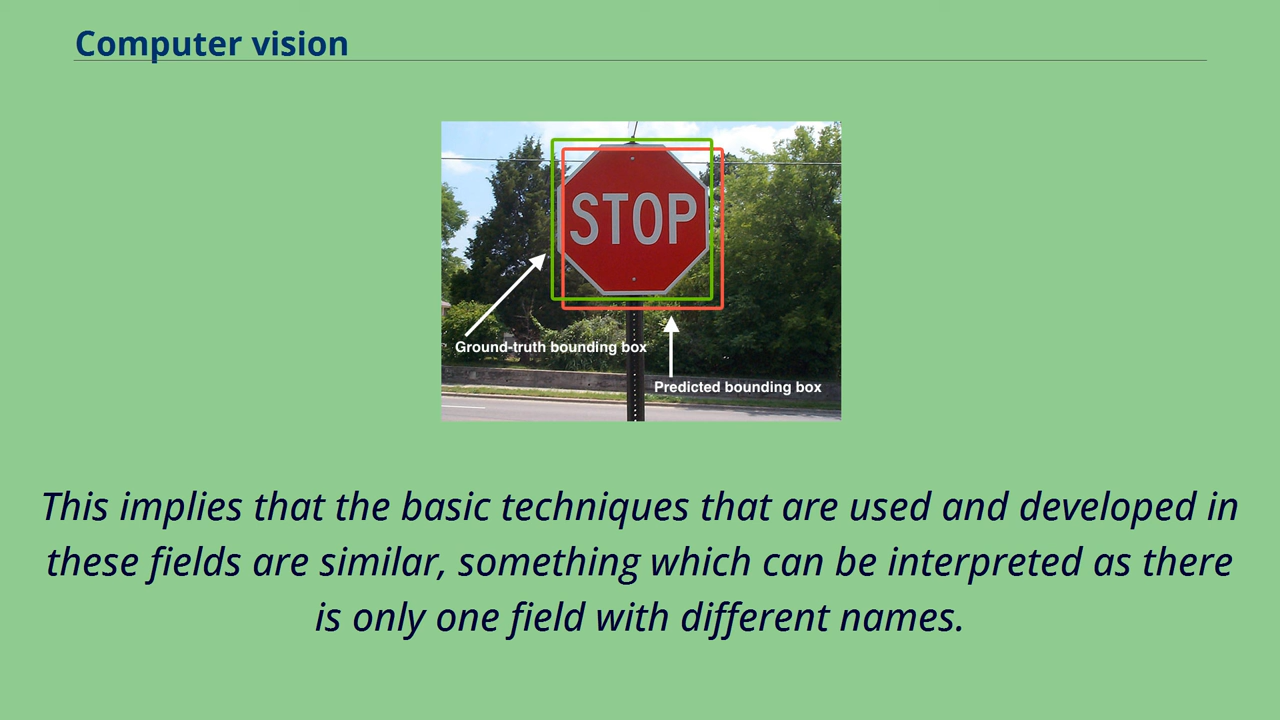 Computer vision
STOP
Ground-truth bounding box
Predicted bounding box
This implies that the basic techniques that are used and developed in
these fields are similar, something which can be interpreted as there
is only one field with different names.